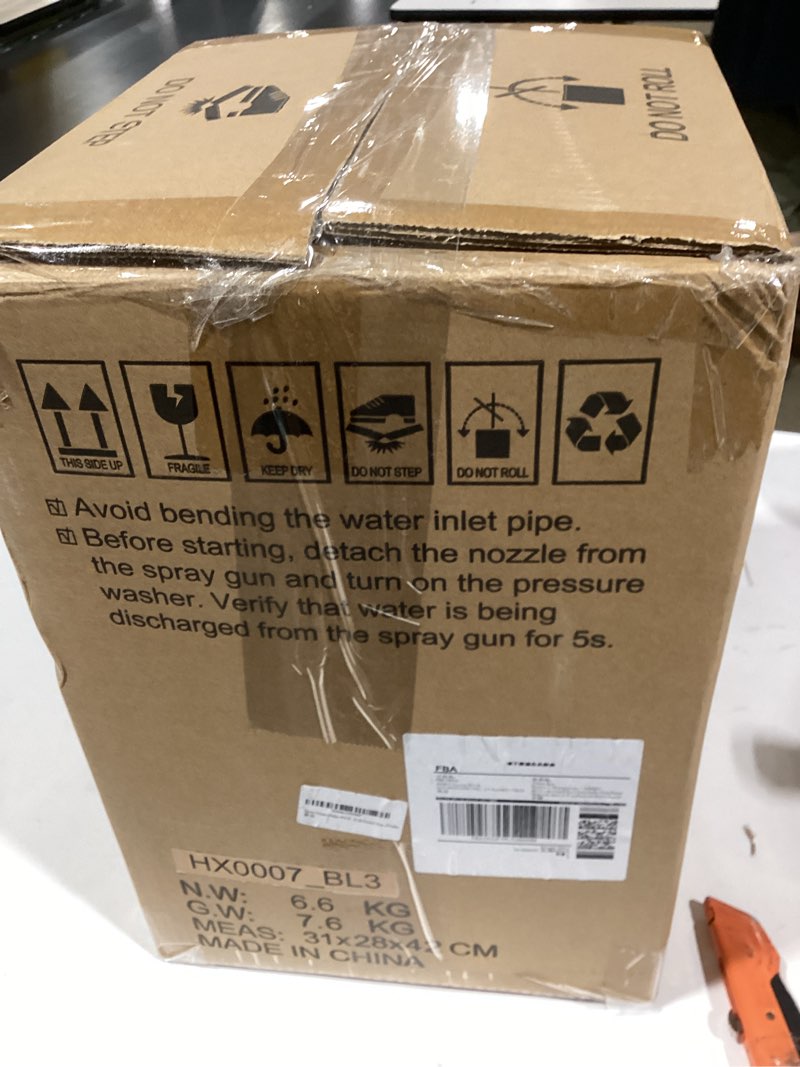 DO NOT STEP
DO NOT ROLL
THIS SIDE UP
FRAGILE
KEEP DRY
DO NOT STEP
DO NOT ROLL
☑ Avoid bending the water inlet pipe.
☑ Before starting, detach the nozzle from
the spray gun and turn on the pressure
washer. Verify that water is being
discharged from the spray gun for 5s.
FBA
HX0007_BL3
N.W: 6.6 KG
G.W: 7.6 KG
MEAS: 31x28x42 CM
MADE IN CHINA